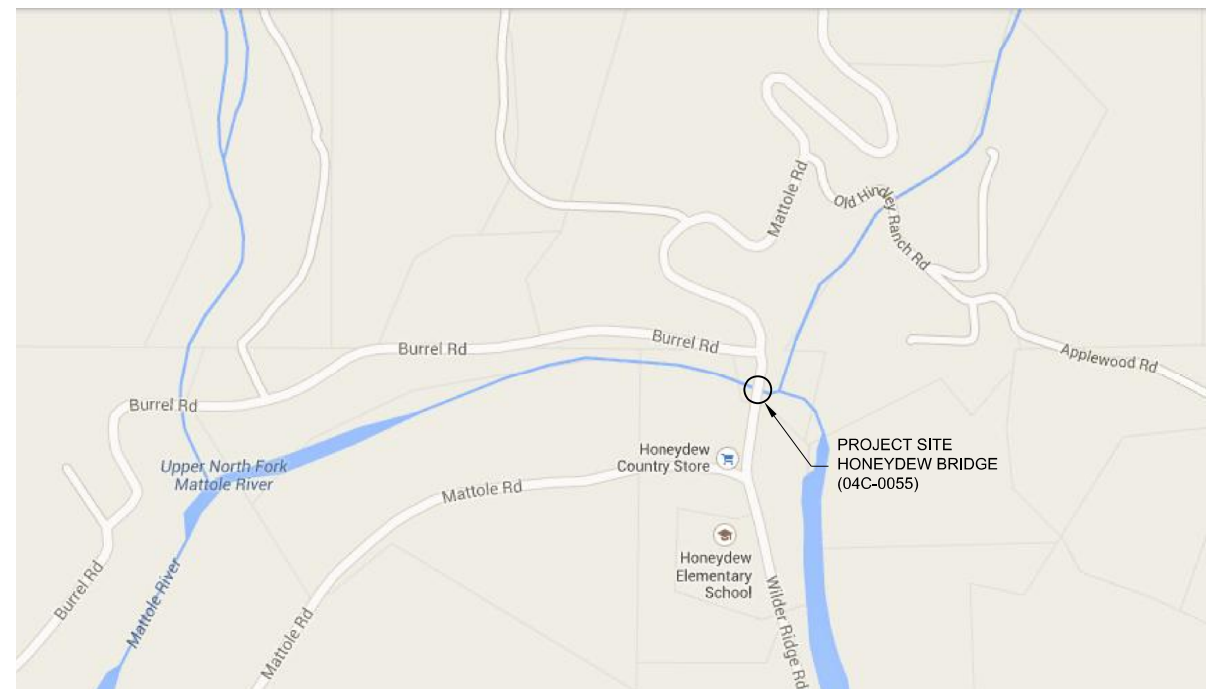 Mattole Rd
Old Hindley Ranch Rd
Burrel Rd
Burrel Rd
Applewood Rd
Burrel Rd
PROJECT SITE
HONEYDEW BRIDGE
(04C-0055)
Honeydew
Country Store
Upper North Fork
Mattole River
Mattole Rd
Honeydew
Elementary
School
Burrel Rd
Mattole River
Mattole Rd
Wilder Ridge Rd